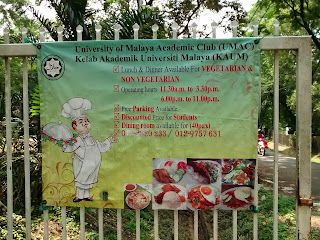 University of Malaya Academic Club (UMAC)
Kelab Akademik Universiti Malaya (KAUM)
Lunch & Dinner Available For VEGETARIAN &
NON VEGETARIAN
Operating hours: 11.30a.m. to 3.30p.m.
6.00p.m. to 11.00p.m.
Free Parking Available
Discounted Price for Students
Dining room available for (40pax)
012-9757 631